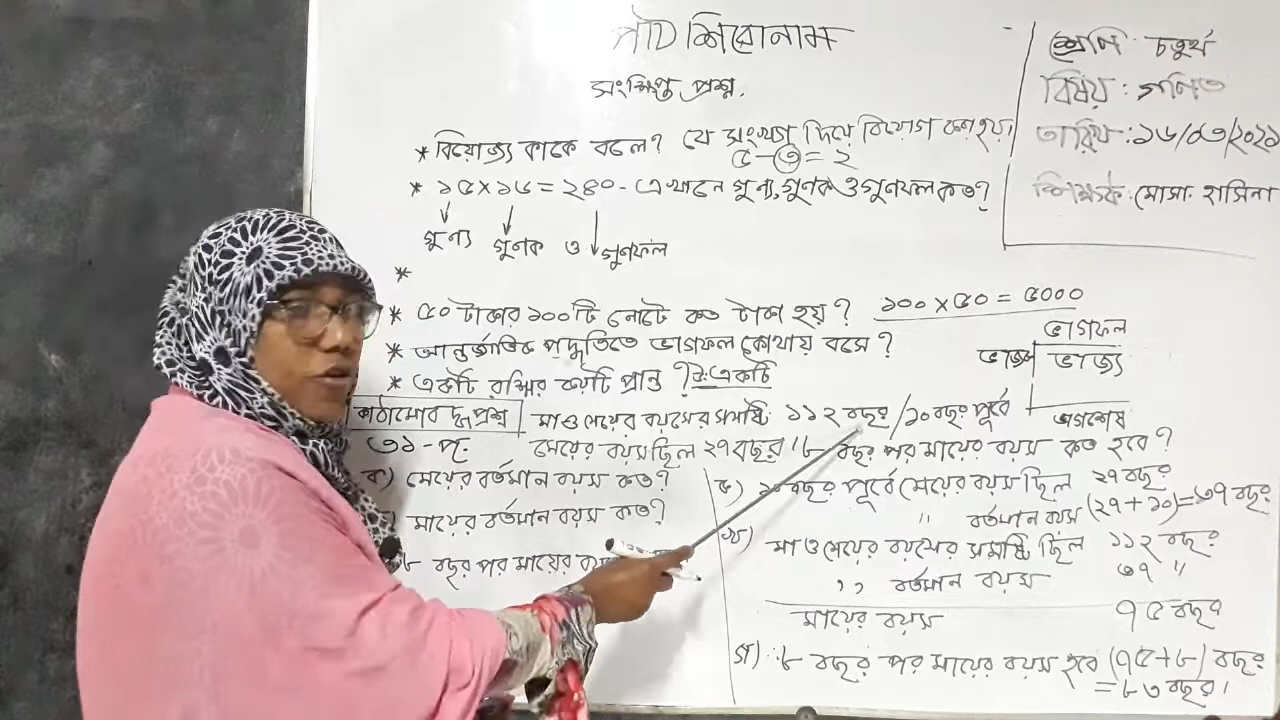 পাঠ শিরোনাম
সংক্ষিপ্ত প্রশ্ন.
শ্রেণি: চতুর্থ
বিষয়: গণিত
তারিখ: ১৬/০৩/২০২১
শিক্ষক: মোসা: হাসিনা
* বিয়োজ্য কাকে বলে? যে সংখ্যা দিয়ে বিয়োগ করা হয়।
৫-৩=২
* ১৫×১৬=২৪০- এখানে গুন্য, গুনক ও গুনফল কত?
গুন্য গুনক ও গুনফল
*
* ৫০ টাকার ১০০টি নোটে কত টাকা হয়? ১০০×৫০=৫০০০
* আন্তর্জাতিক পদ্ধতিতে ভাগফল কোথায় বসে?
ভাগফল
ভাজক ভাজ্য
ভাগশেষ
* একটি রশ্মির কয়টি প্রান্ত? উ:একটি
কাঠামোবদ্ধ প্রশ্ন মা ও মেয়ের বয়সের সমষ্টি ১১২ বছর/১০ বছর পূর্বে
৩১-প: মেয়ের বয়স ছিল ২৭ বছর। ৮ বছর পর মায়ের বয়স কত হবে?
ক) মেয়ের বর্তমান বয়স কত?
মায়ের বর্তমান বয়স কত?
৮ বছর পর মায়ের
১০ বছর পূর্বে মেয়ের বয়স ছিল ২৭ বছর
" বর্তমান বয়স (২৭+১০)=৩৭ বছর
খ) মা ও মেয়ের বয়সের সমষ্টি ছিল ১১২ বছর
,, বর্তমান বয়স ৩৭ "
মায়ের বয়স ৭৫ বছর
গ) ৮ বছর পর মায়ের বয়স হবে (৭৫+৮) বছর
=৮৩ বছর।